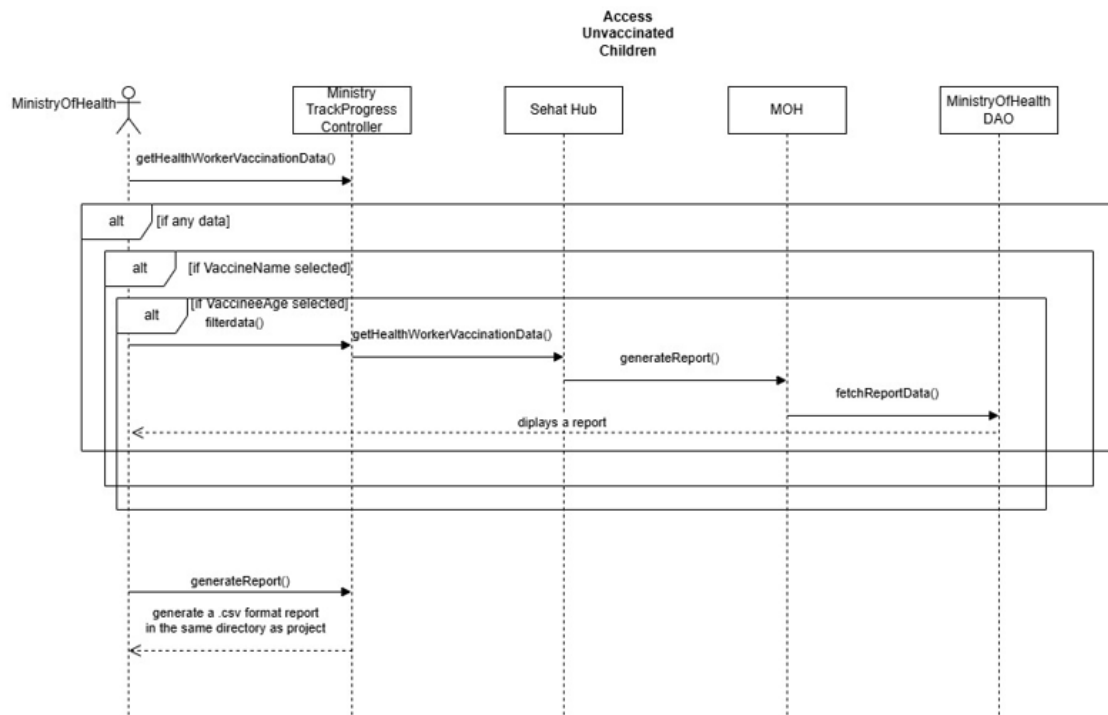 Access
Unvaccinated
Children
MinistryOfHealth
Ministry
TrackProgress
Controller
Sehat Hub
MOH
MinistryOfHealth
DAO
getHealthWorkerVaccinationData()
alt
[if any data]
alt
[if VaccineName selected]
alt
[if VaccineeAge selected]
filterdata()
getHealthWorkerVaccinationData()
generateReport()
fetchReportData()
diplays a report
generateReport()
generate a .csv format report
in the same directory as project